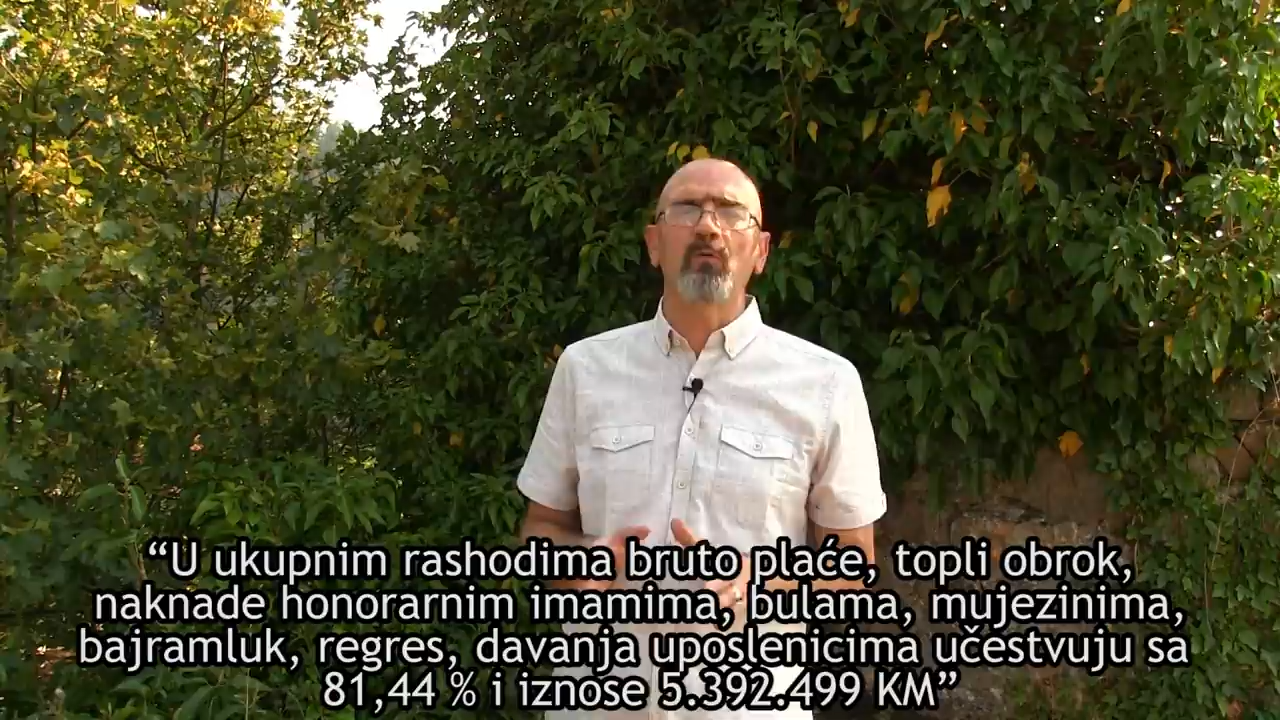 “U ukupnim rashodima bruto plaće, topli obrok,
naknade honorarnim imamima, bulama, mujezinima,
bajramluk, regres, davanja uposlenicima učestvuju sa
81,44 % i iznose 5.392.499 KM”